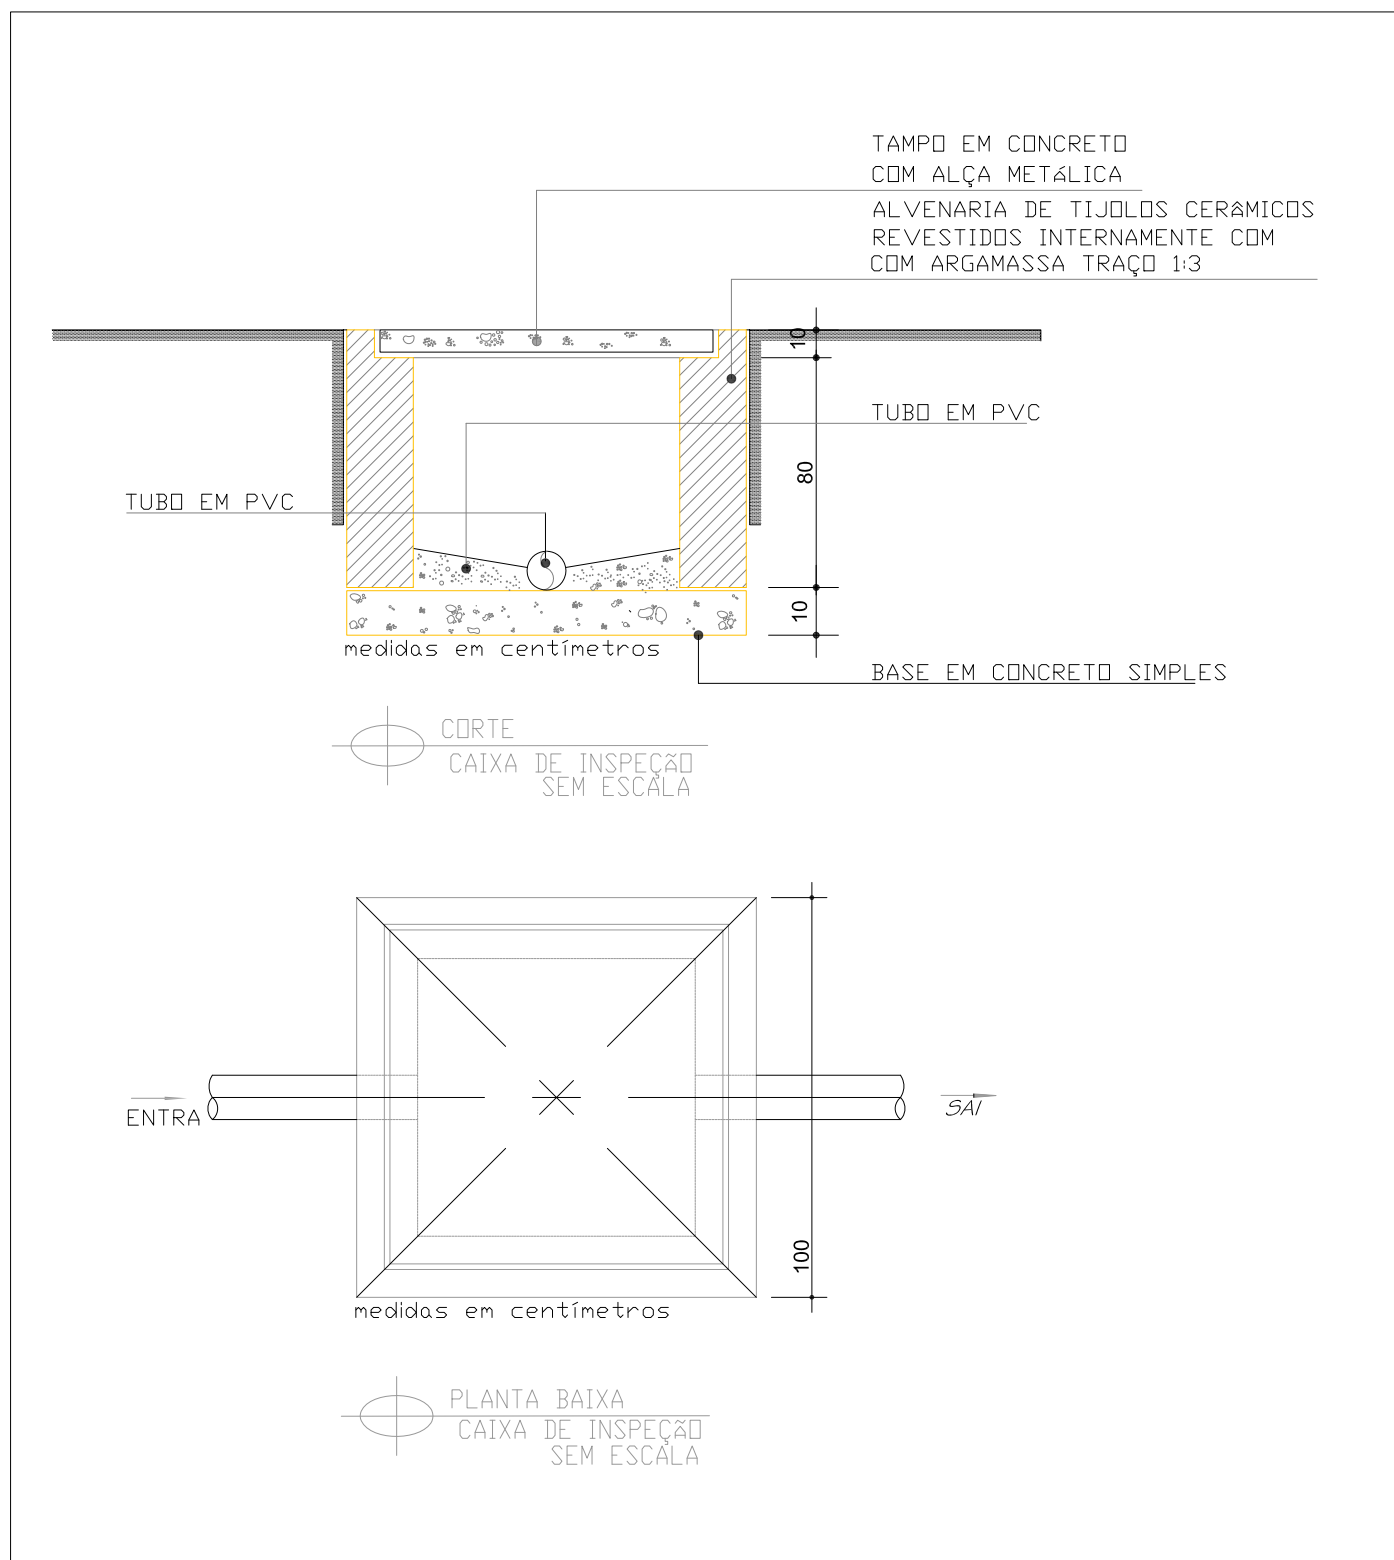 TAMPO EM CONCRETO
COM ALÇA METáLICA
ALVENARIA DE TIJOLOS CERâMICOS
REVESTIDOS INTERNAMENTE COM
COM ARGAMASSA TRAÇO 1:3
10
TUBO EM PVC
80
TUBO EM PVC
10
medidas em centímetros
BASE EM CONCRETO SIMPLES
CORTE
CAIXA DE INSPEÇãO
SEM ESCALA
ENTRA
SAI
100
medidas em centímetros
PLANTA BAIXA
CAIXA DE INSPEÇãO
SEM ESCALA